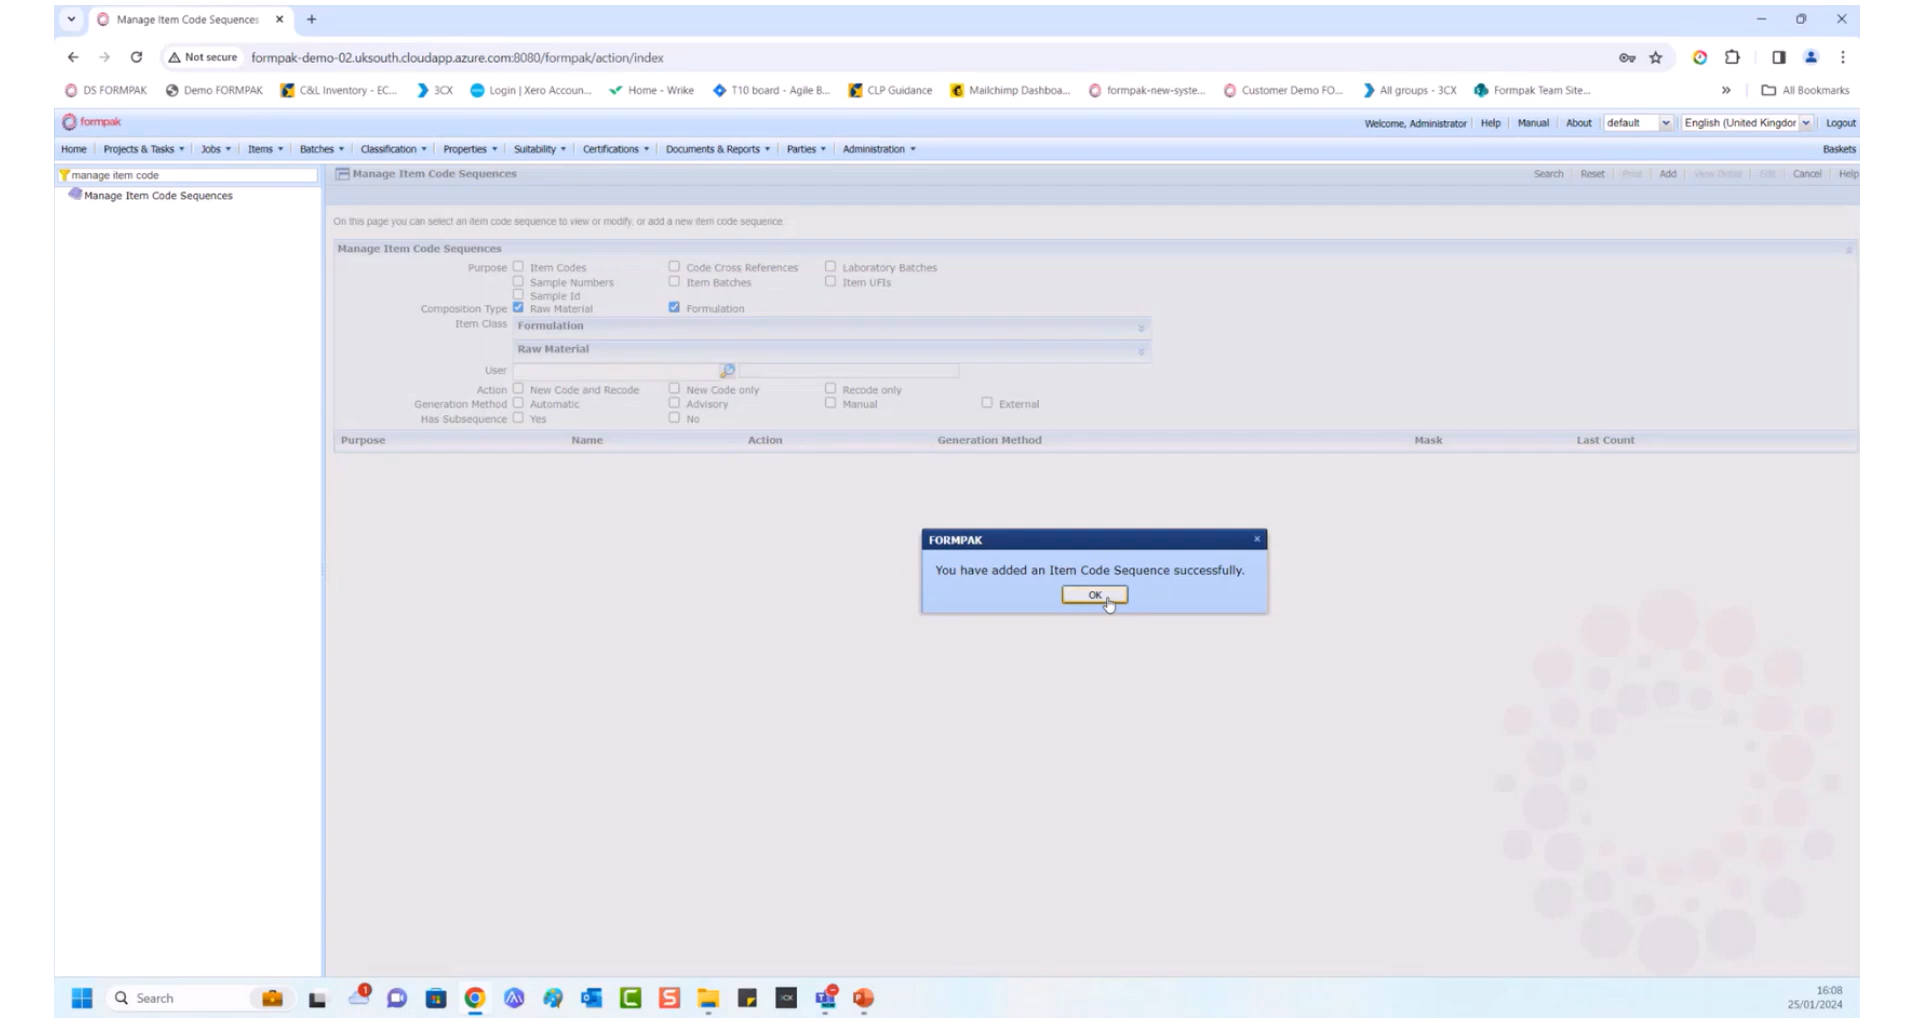 Manage Item Code Sequences
Not secure formpak-demo-02.uksouth.cloudapp.azure.com:8080/formpak/action/index
DS FORMPAK Demo FORMPAK C&L Inventory - EC... 3CX Login | Xero Accoun... Home - Wrike T10 board - Agile B... CLP Guidance Mailchimp Dashboa... formpak-new-syste... Customer Demo FO... All groups - 3CX Formpak Team Site... » All Bookmarks
formpak Welcome, Administrator Help Manual About default English (United Kingdor Logout
Home Projects & Tasks Jobs Items Batches Classification Properties Suitability Certifications Documents & Reports Parties Administration Baskets
manage item code
Manage Item Code Sequences
Manage Item Code Sequences Search Reset Print Add View Detail Edit Cancel Help
On this page you can select an item code sequence to view or modify, or add a new item code sequence.
Manage Item Code Sequences
Purpose Item Codes Code Cross References Laboratory Batches
Sample Numbers Item Batches Item UFIs
Sample Id
Composition Type Raw Material Formulation
Item Class Formulation
Raw Material
User
Action New Code and Recode New Code only Recode only
Generation Method Automatic Advisory Manual External
Has Subsequence Yes No
Purpose Name Action Generation Method Mask Last Count
FORMPAK
You have added an Item Code Sequence successfully.
OK
Search 1 16:08
25/01/2024